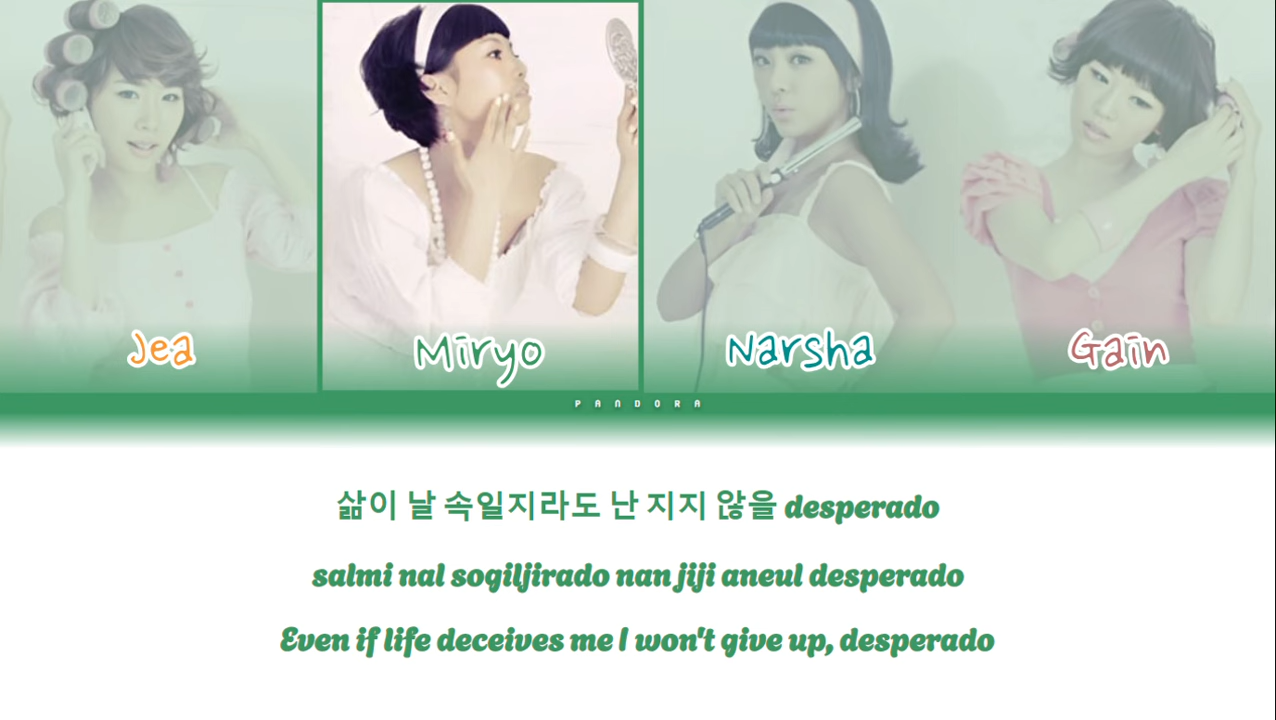 Jea
Miryo
Narsha
Gain
PANDORA
삶이 날 속일지라도 난 지지 않을 desperado
salmi nal sogiljirado nan jiji aneul desperado
Even if life deceives me I won't give up, desperado